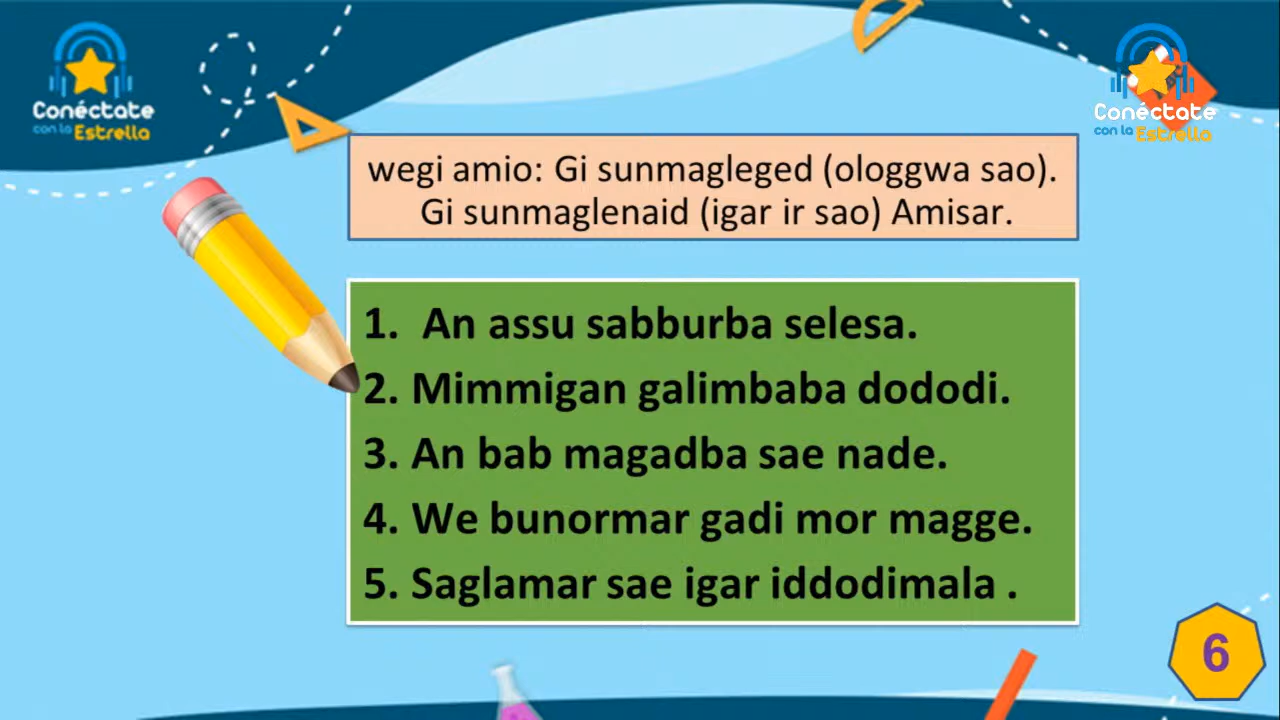 Conéctate
con la Estrella
Conéctate
con la Estrella
wegi amio: Gi sunmagleged (ologgwa sao).
Gi sunmaglenaid (igar ir sao) Amisar.
1. An assu sabburba selesa.
2. Mimmigan galimbaba dododi.
3. An bab magadba sae nade.
4. We bunormar gadi mor magge.
5. Saglamar sae igar iddodimala .
6